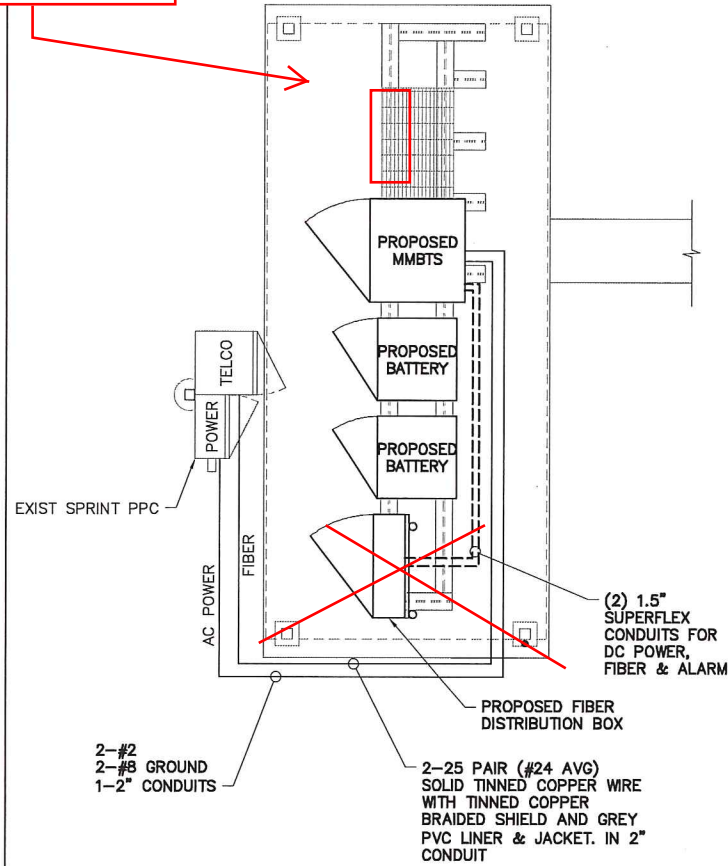 PROPOSED
MMBTS
PROPOSED
BATTERY
PROPOSED
BATTERY
TELCO
POWER
EXIST SPRINT PPC
AC POWER
FIBER
(2) 1.5"
SUPERFLEX
CONDUITS FOR
DC POWER,
FIBER & ALARM
PROPOSED FIBER
DISTRIBUTION BOX
2-#2
2-#8 GROUND
1-2" CONDUITS
2-25 PAIR (#24 AVG)
SOLID TINNED COPPER WIRE
WITH TINNED COPPER
BRAIDED SHIELD AND GREY
PVC LINER & JACKET. IN 2"
CONDUIT